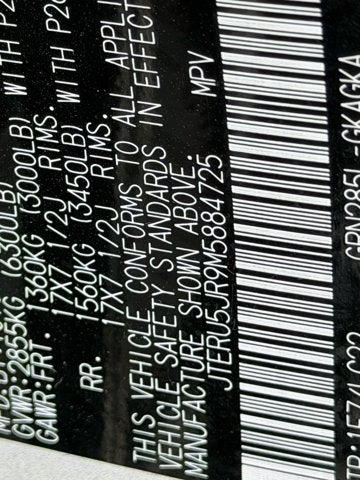 GVWR:2855KG (6300LB)
GAWR:FRT. 1360KG (3000LB) WITH P2
17X7 1/2J RIMS.
RR. 1560KG (3450LB) WITH P2
17X7 1/2J RIMS.
THIS VEHICLE CONFORMS TO ALL APPLI
VEHICLE SAFETY STANDARDS IN EFFECT
MANUFACTURE SHOWN ABOVE.
JTERU5JR9M5884725 MPV
GRN285L-GKAGKA